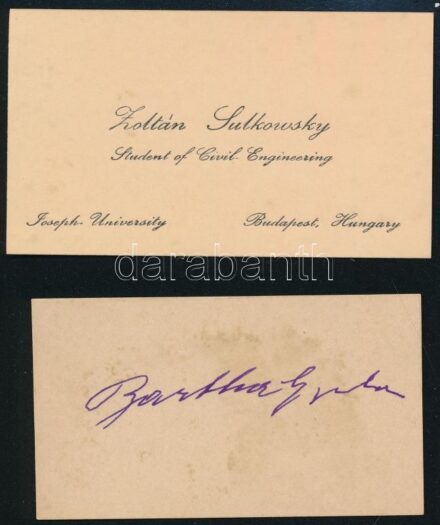 Zoltán Sulkowsky
Student of Civil-Engineering
Joseph-University Budapest, Hungary
darabanth
Bartha Gyula